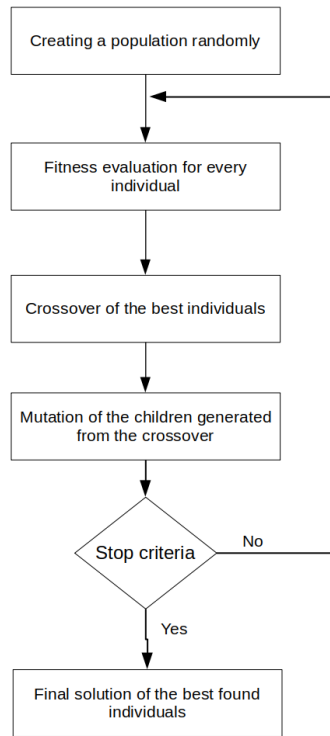 Creating a population randomly
Fitness evaluation for every
individual
Crossover of the best individuals
Mutation of the children generated
from the crossover
Stop criteria
No
Yes
Final solution of the best found
individuals